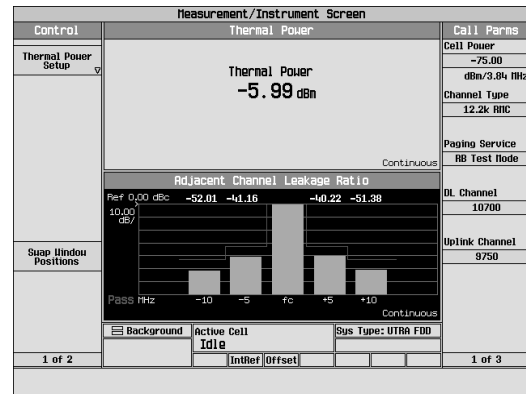 Measurement/Instrument Screen
Control
Thermal Power
Setup
Swap Window
Positions
1 of 2
Thermal Power
Thermal Power
-5.99 dBm
Continuous
Adjacent Channel Leakage Ratio
Ref 0.00 dBc -52.01 -41.16 -40.22 -51.38
10.00
dB/
Pass MHz -10 -5 fc +5 +10
Continuous
Background
Active Cell
Idle
Sys Type: UTRA FDD
IntRef Offset
Call Parms
Cell Power
-75.00
dBm/3.84 MHz
Channel Type
12.2k RMC
Paging Service
RB Test Mode
DL Channel
10700
Uplink Channel
9750
1 of 3